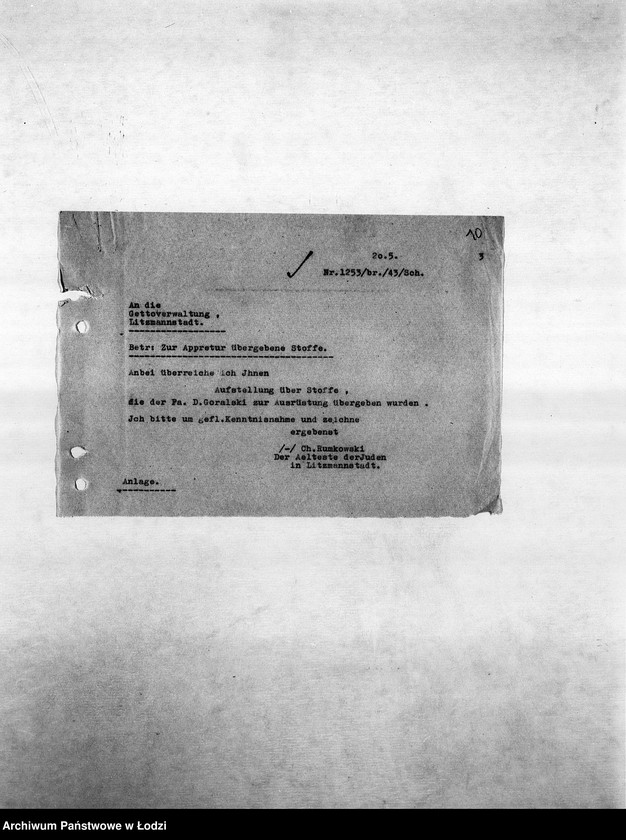 10
20.5. 3
Nr.1253/br./43/Sch.
An die
Gettoverwaltung ,
Litzmannstadt.
Betr: Zur Appretur übergebene Stoffe.
Anbei überreiche ich Jhnen
Aufstellung über Stoffe ,
die der Fa. D.Goralski zur Ausrüstung übergeben wurden .
Jch bitte um gefl.Kenntnisnahme und zeichne
ergebenst
/-/ Ch.Rumkowski
Der Aelteste derJuden
in Litzmannstadt.
Anlage.
Archiwum Państwowe w Łodzi